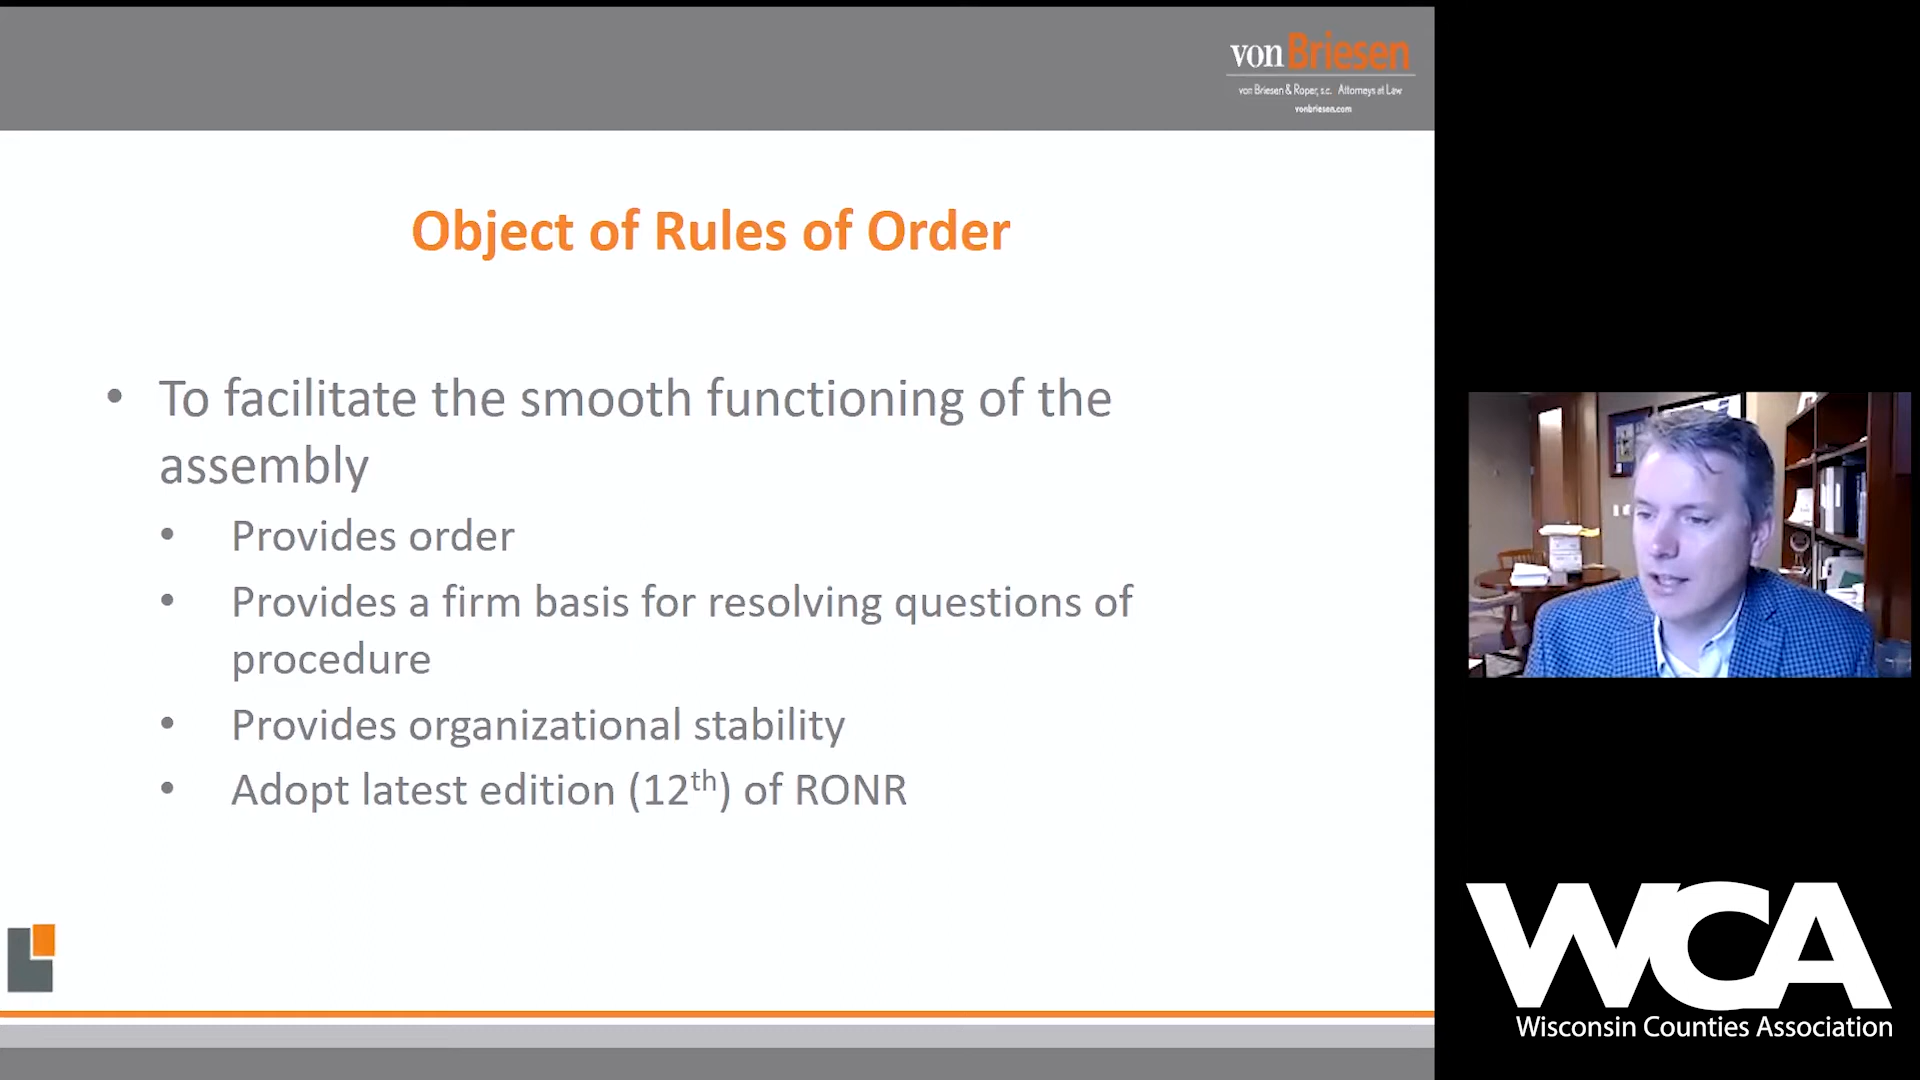 von Briesen
von Briesen & Roper, s.c. Attorneys at Law
vonbriesen.com
Object of Rules of Order
• To facilitate the smooth functioning of the
assembly
• Provides order
• Provides a firm basis for resolving questions of
procedure
• Provides organizational stability
• Adopt latest edition (12th) of RONR
WCA
Wisconsin Counties Association